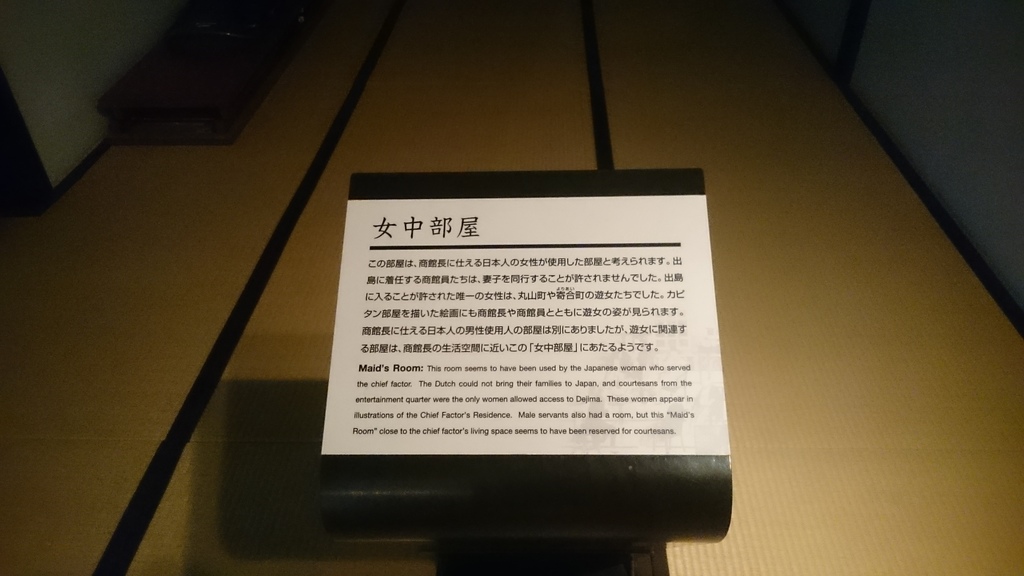 女中部屋
この部屋は、商館長に仕える日本人の女性が使用した部屋と考えられます。出
島に着任する商館員たちは、妻子を同行することが許されませんでした。出島
に入ることが許された唯一の女性は、丸山町や寄合町の遊女たちでした。カピ
タン部屋を描いた絵画にも商館長や商館員とともに遊女の姿が見られます。
商館長に仕える日本人の男性使用人の部屋は別にありましたが、遊女に関連す
る部屋は、商館長の生活空間に近いこの「女中部屋」にあたるようです。
Maid's Room: This room seems to have been used by the Japanese woman who served
the chief factor. The Dutch could not bring their families to Japan, and courtesans from the
entertainment quarter were the only women allowed access to Dejima. These women appear in
illustrations of the Chief Factor's Residence. Male servants also had a room, but this "Maid's
Room" close to the chief factor's living space seems to have been reserved for courtesans.